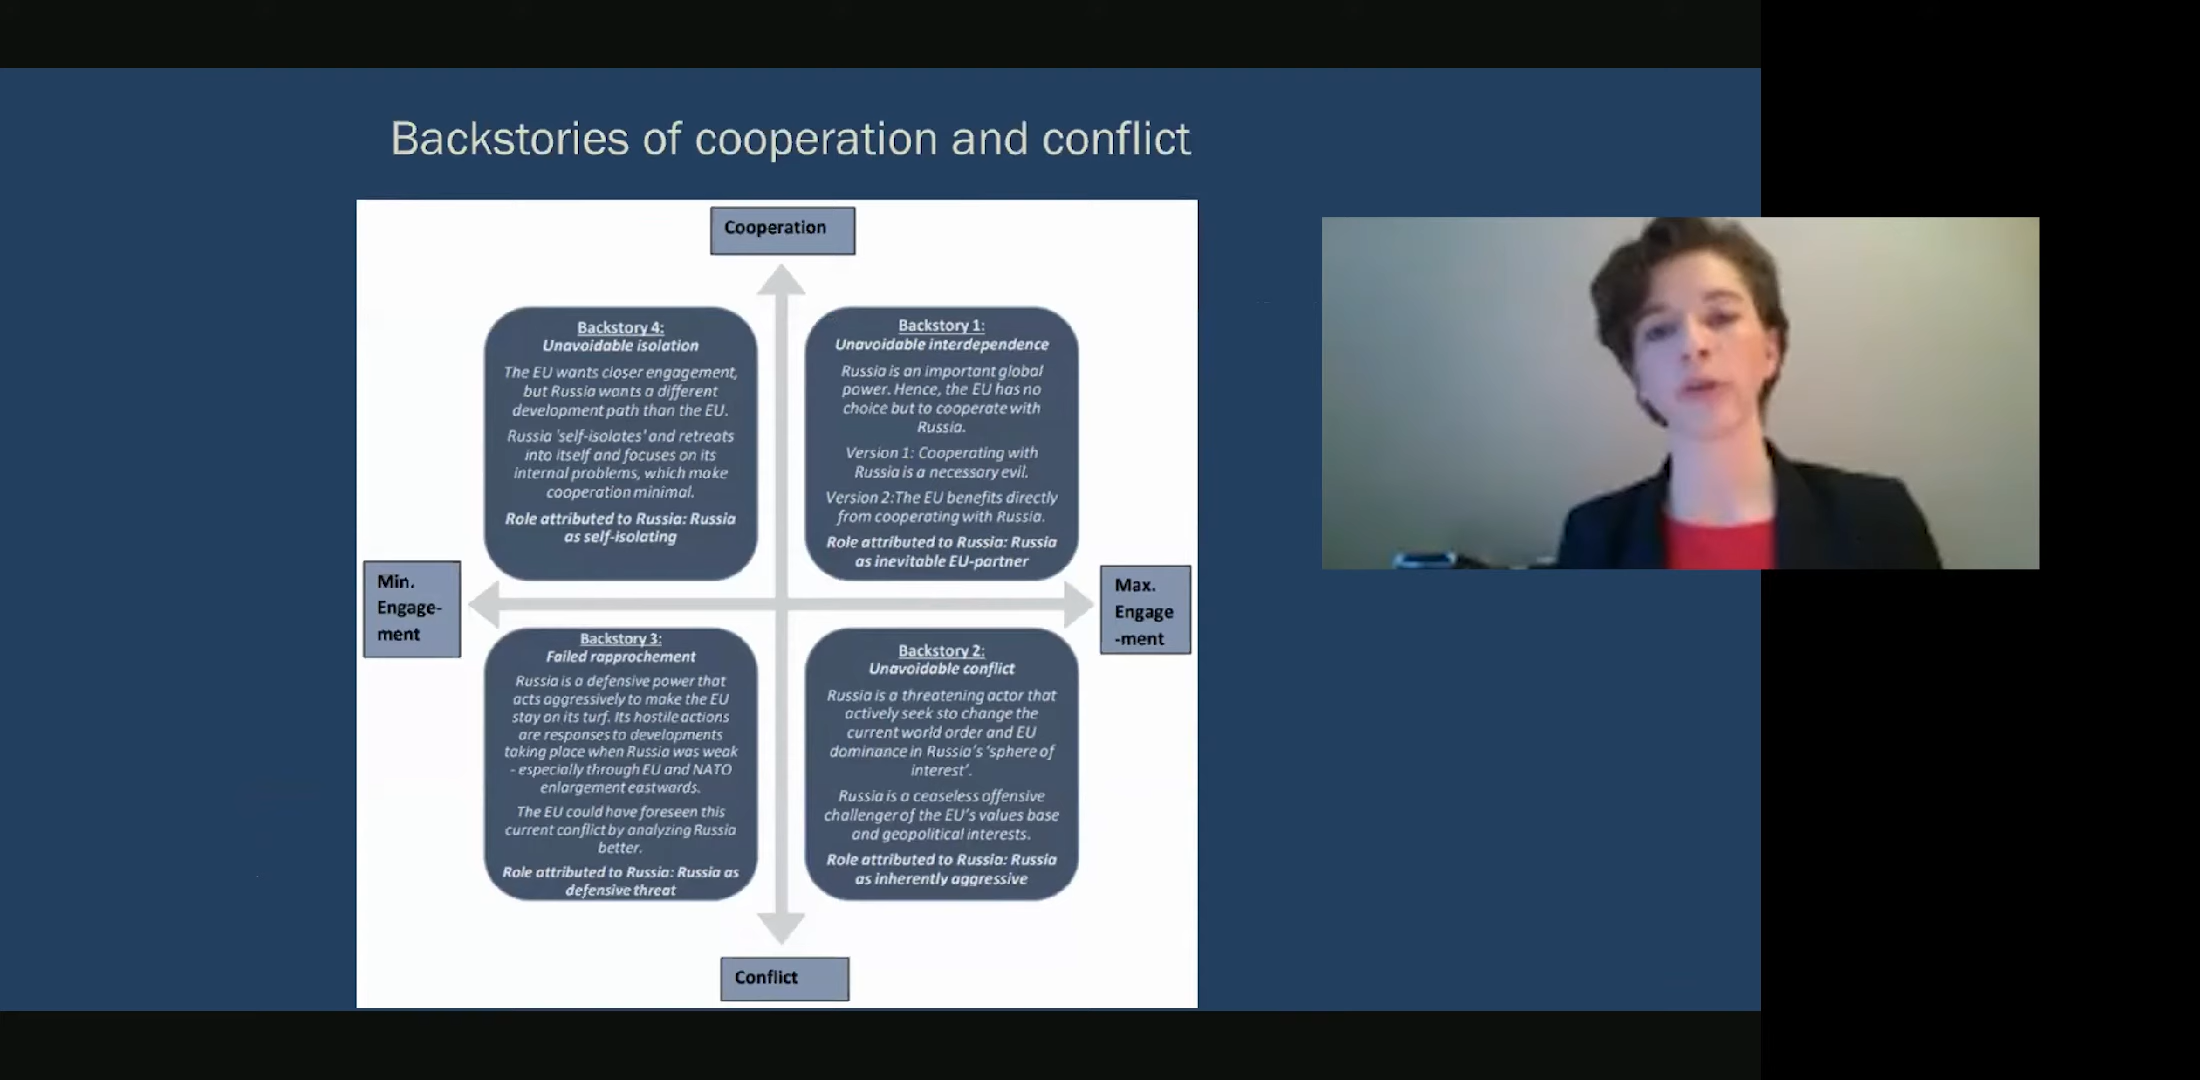 Backstories of cooperation and conflict
Cooperation
Backstory 4:
Unavoidable isolation
The EU wants closer engagement,
but Russia wants a different
development path than the EU.
Russia 'self-isolates' and retreats
into itself and focuses on its
internal problems, which make
cooperation minimal.
Role attributed to Russia: Russia
as self-isolating
Backstory 1:
Unavoidable interdependence
Russia is an important global
power. Hence, the EU has no
choice but to cooperate with
Russia.
Version 1: Cooperating with
Russia is a necessary evil.
Version 2:The EU benefits directly
from cooperating with Russia.
Role attributed to Russia: Russia
as inevitable EU-partner
Min.
Engage-
ment
Max.
Engage
-ment
Backstory 3:
Failed rapprochement
Russia is a defensive power that
acts aggressively to make the EU
stay on its turf. Its hostile actions
are responses to developments
taking place when Russia was weak
- especially through EU and NATO
enlargement eastwards.
The EU could have foreseen this
current conflict by analyzing Russia
better.
Role attributed to Russia: Russia as
defensive threat
Backstory 2:
Unavoidable conflict
Russia is a threatening actor that
actively seek sto change the
current world order and EU
dominance in Russia's 'sphere of
interest'.
Russia is a ceaseless offensive
challenger of the EU's values base
and geopolitical interests.
Role attributed to Russia: Russia
as inherently aggressive
Conflict